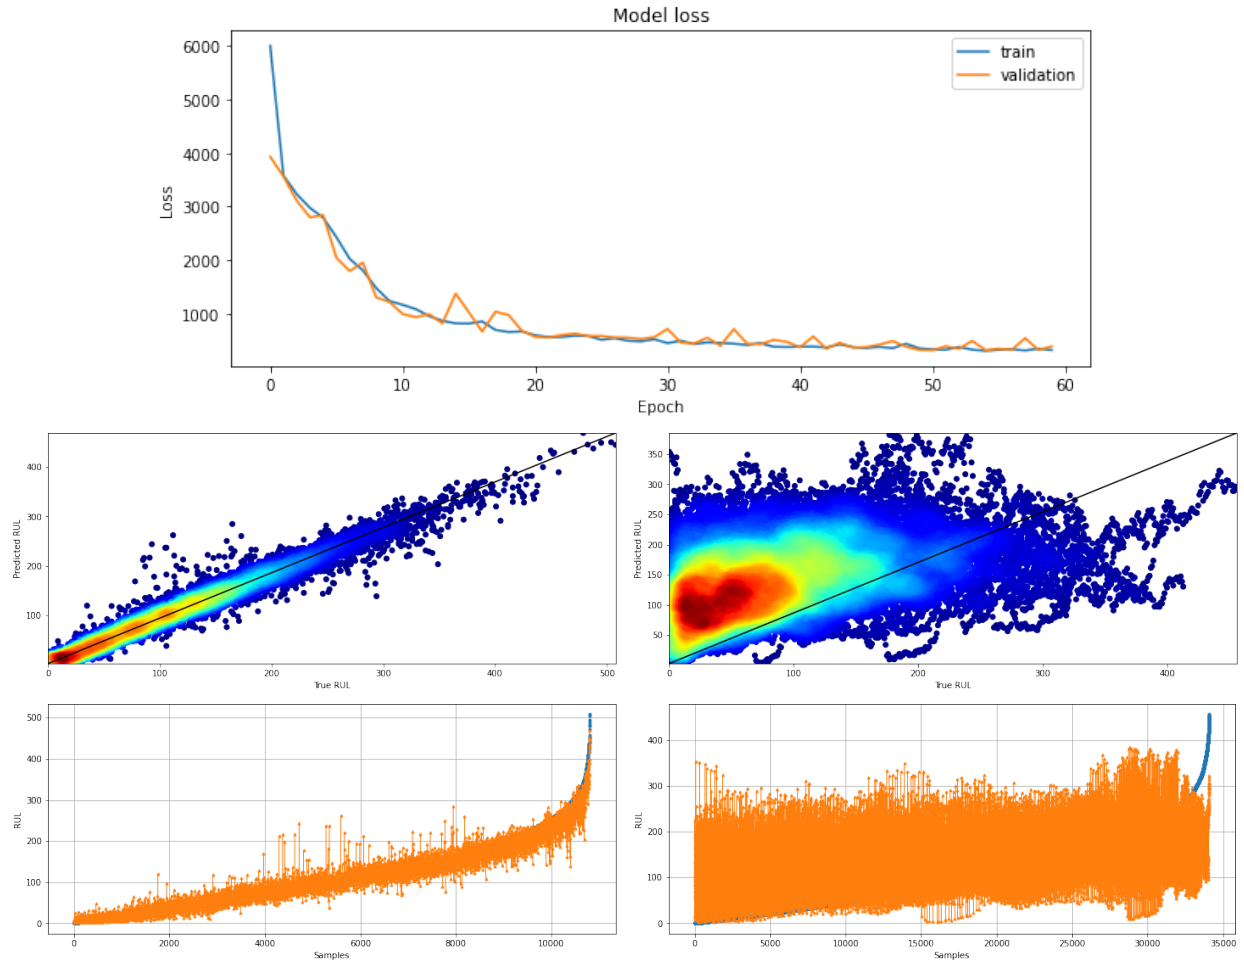 Model loss
6000
5000
4000
3000
2000
1000
Loss
train
validation
0 10 20 30 40 50 60
Epoch
400
300
200
100
Predicted RUL
0 100 200 300 400 500
True RUL
350
300
250
200
150
100
50
Predicted RUL
0 100 200 300 400
True RUL
500
400
300
200
100
0
RUL
0 2000 4000 6000 8000 10000
Samples
400
300
200
100
0
RUL
0 5000 10000 15000 20000 25000 30000 35000
Samples